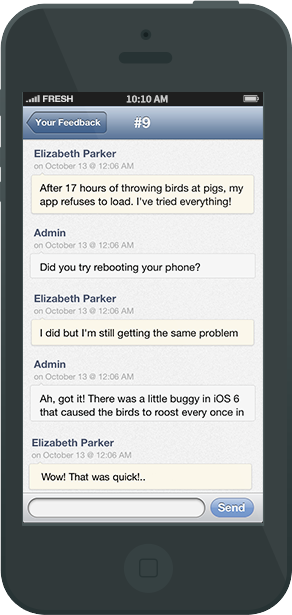 FRESH 10:10 AM
Your Feedback #9
Elizabeth Parker
on October 13 @ 12:06 AM
After 17 hours of throwing birds at pigs, my
app refuses to load. I've tried everything!
Admin
on October 13 @ 12:06 AM
Did you try rebooting your phone?
Elizabeth Parker
on October 13 @ 12:06 AM
I did but I'm still getting the same problem
Admin
on October 13 @ 12:06 AM
Ah, got it! There was a little buggy in iOS 6
that caused the birds to roost every once in
Elizabeth Parker
on October 13 @ 12:06 AM
Wow! That was quick!..
Send